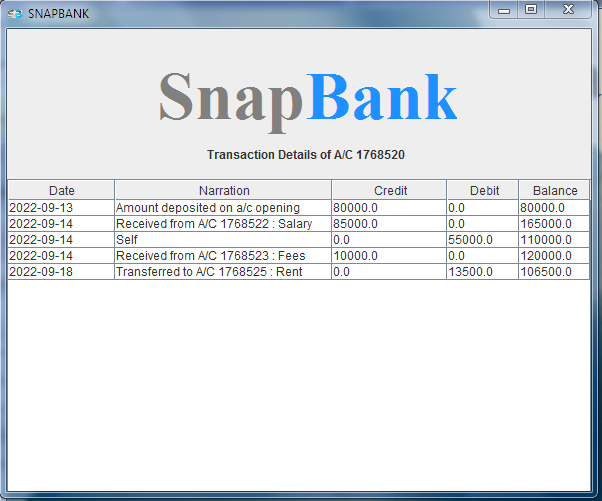 SNAPBANK
SnapBank
Transaction Details of A/C 1768520
Date Narration Credit Debit Balance
2022-09-13 Amount deposited on a/c opening 80000.0 0.0 80000.0
2022-09-14 Received from A/C 1768522 : Salary 85000.0 0.0 165000.0
2022-09-14 Self 0.0 55000.0 110000.0
2022-09-14 Received from A/C 1768523 : Fees 10000.0 0.0 120000.0
2022-09-18 Transferred to A/C 1768525 : Rent 0.0 13500.0 106500.0